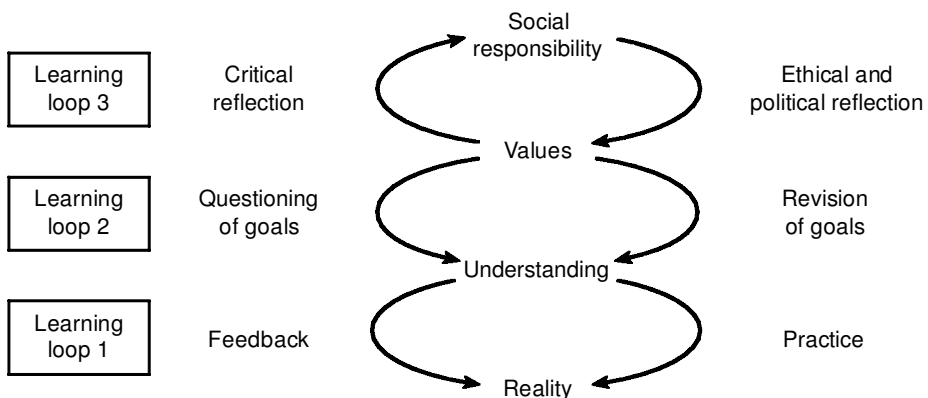 Social
responsibility
Learning
loop 3
Critical
reflection
Ethical and
political reflection
Values
Learning
loop 2
Questioning
of goals
Revision
of goals
Understanding
Learning
loop 1
Feedback
Practice
Reality